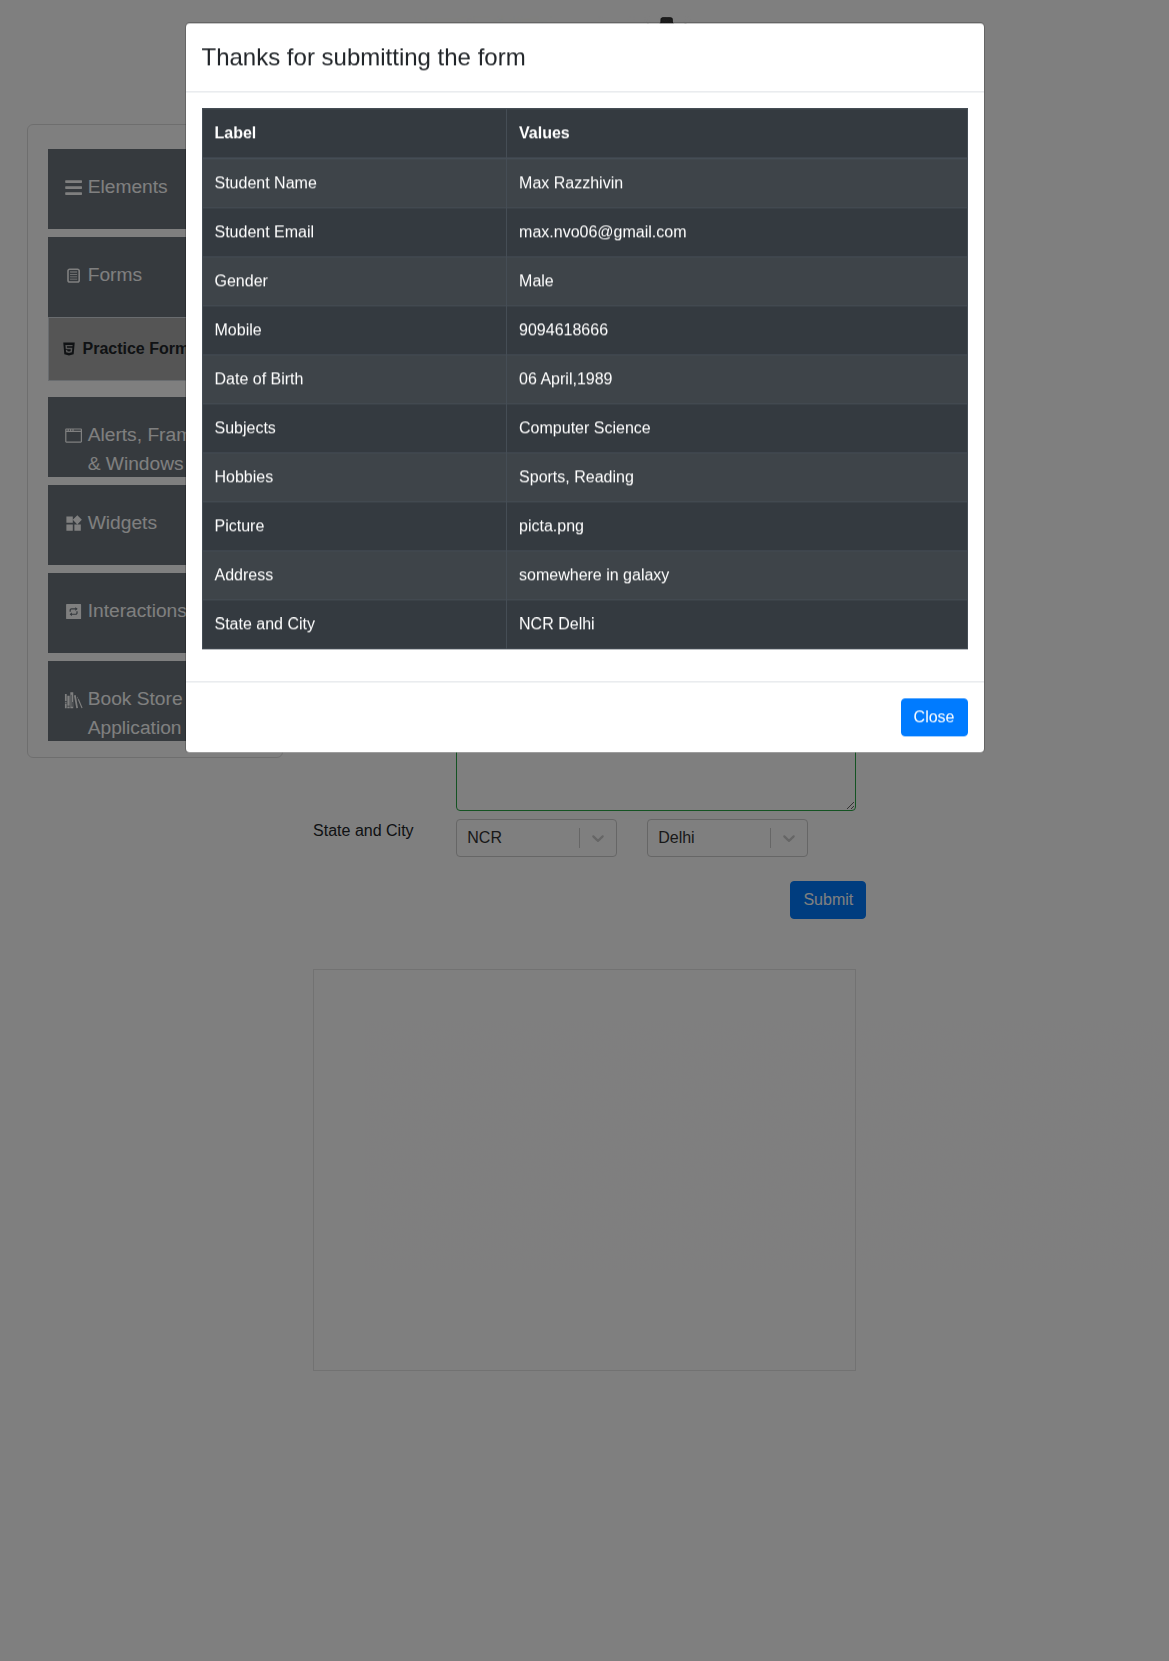 Thanks for submitting the form
Label Values
Student Name Max Razzhivin
Student Email max.nvo06@gmail.com
Gender Male
Mobile 9094618666
Date of Birth 06 April,1989
Subjects Computer Science
Hobbies Sports, Reading
Picture picta.png
Address somewhere in galaxy
State and City NCR Delhi
Close
Elements
Forms
Practice Form
Alerts, Fram
& Windows
Widgets
Interactions
Book Store
Application
State and City NCR Delhi
Submit